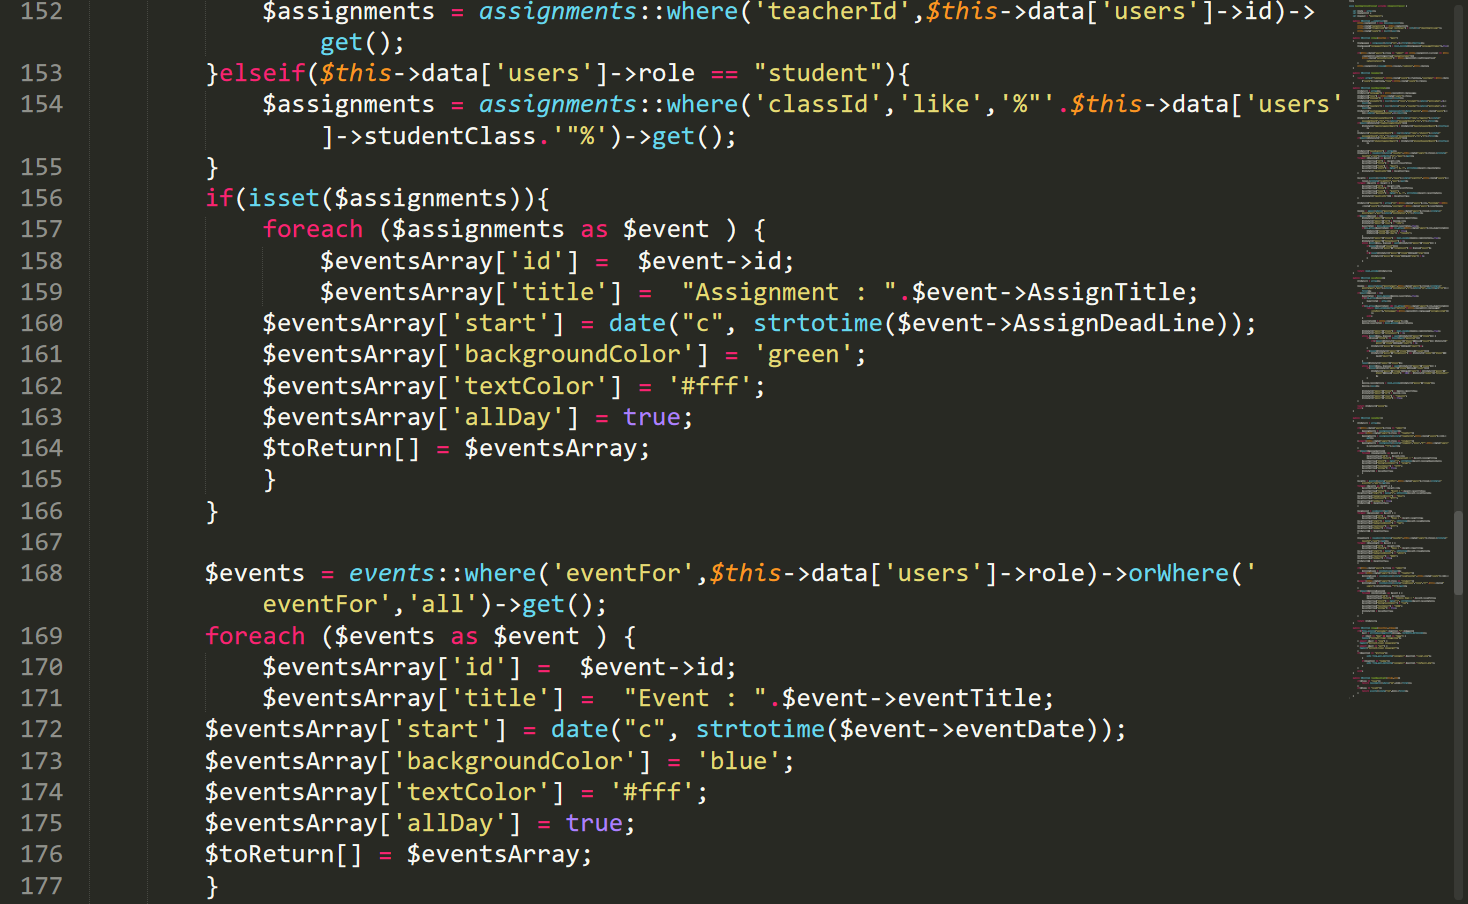 152 $assignments = assignments::where('teacherId',$this->data['users']->id)->
get();
153 }elseif($this->data['users']->role == "student"){
154 $assignments = assignments::where('classId','like','%"'.$this->data['users'
]->studentClass.'"%')->get();
155 }
156 if(isset($assignments)){
157 foreach ($assignments as $event ) {
158 $eventsArray['id'] =  $event->id;
159 $eventsArray['title'] =  "Assignment : ".$event->AssignTitle;
160 $eventsArray['start'] = date("c", strtotime($event->AssignDeadLine));
161 $eventsArray['backgroundColor'] = 'green';
162 $eventsArray['textColor'] = '#fff';
163 $eventsArray['allDay'] = true;
164 $toReturn[] = $eventsArray;
165 }
166 }
167
168 $events = events::where('eventFor',$this->data['users']->role)->orWhere('
eventFor','all')->get();
169 foreach ($events as $event ) {
170 $eventsArray['id'] =  $event->id;
171 $eventsArray['title'] =  "Event : ".$event->eventTitle;
172 $eventsArray['start'] = date("c", strtotime($event->eventDate));
173 $eventsArray['backgroundColor'] = 'blue';
174 $eventsArray['textColor'] = '#fff';
175 $eventsArray['allDay'] = true;
176 $toReturn[] = $eventsArray;
177 }